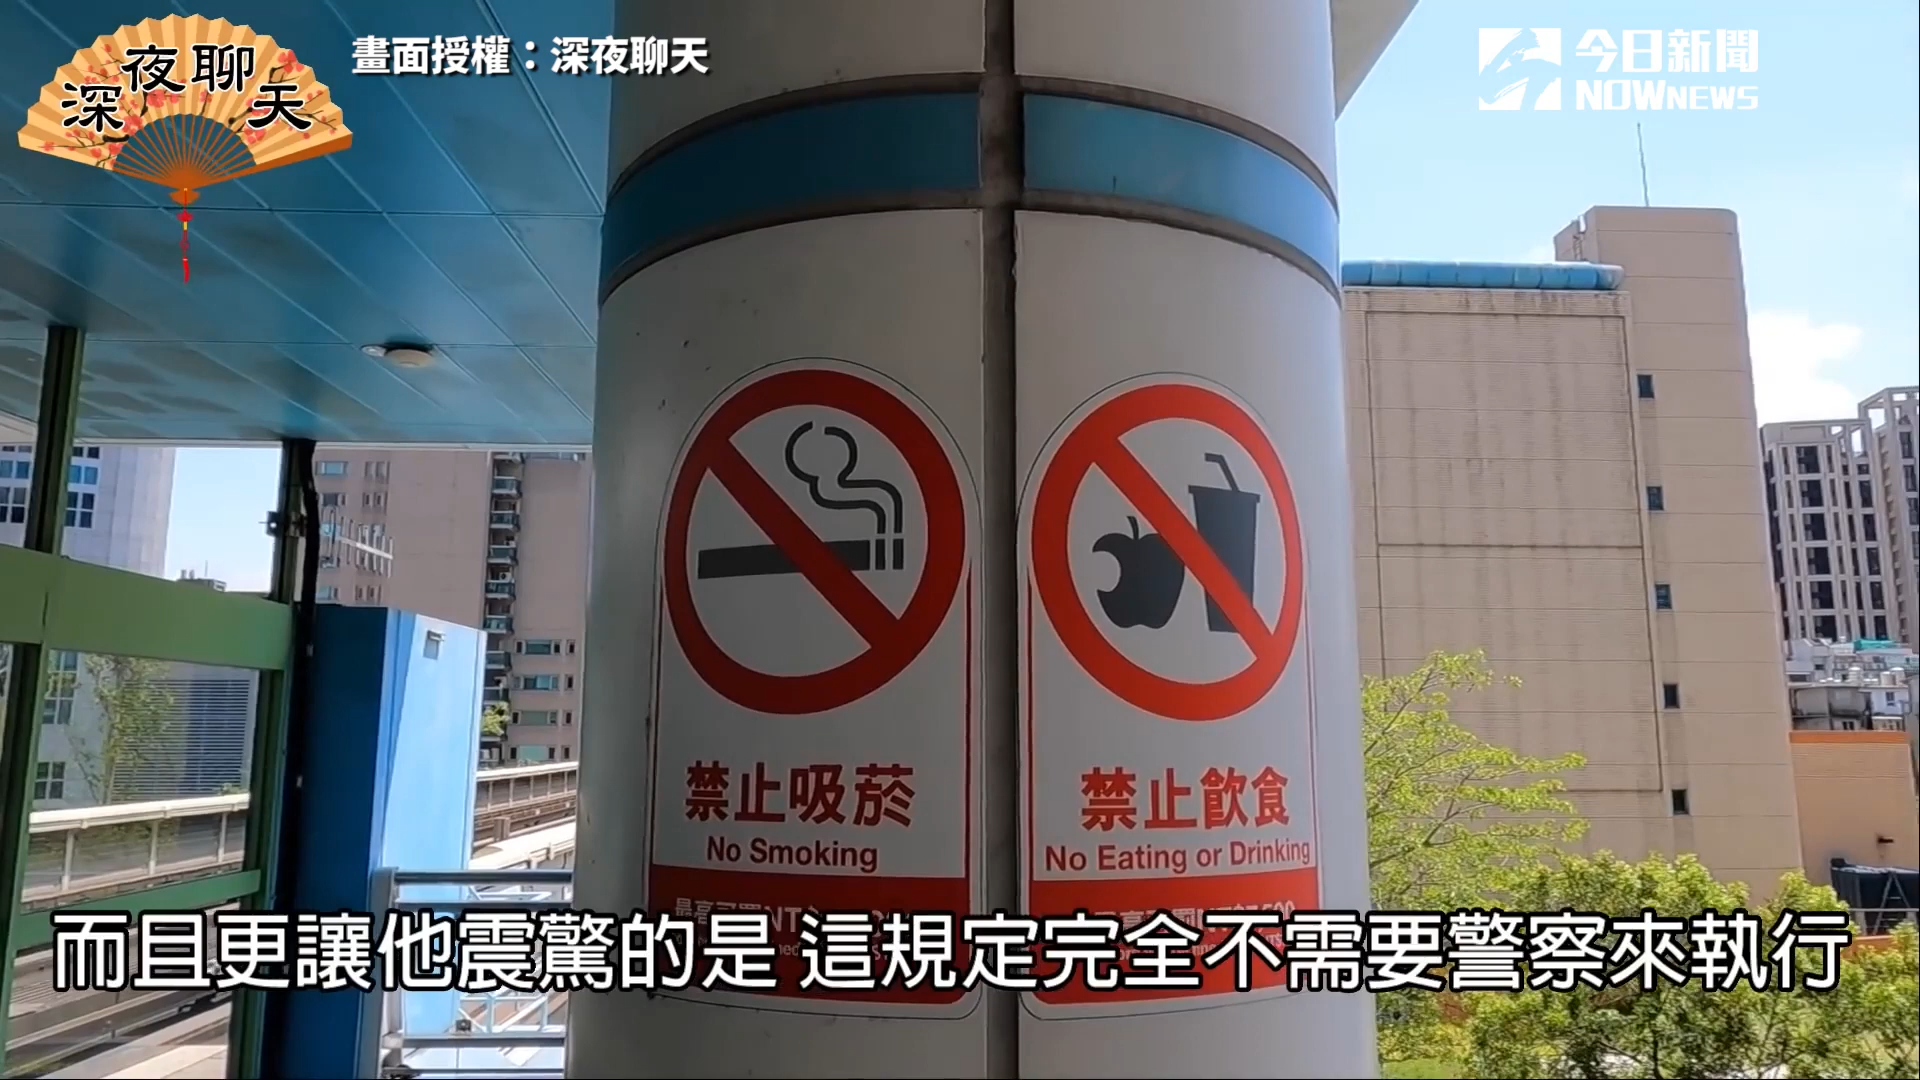 深夜聊天
畫面授權：深夜聊天
今日新聞
NOWnews
禁止吸菸
No Smoking
禁止飲食
No Eating or Drinking
而且更讓他震驚的是 這規定完全不需要警察來執行